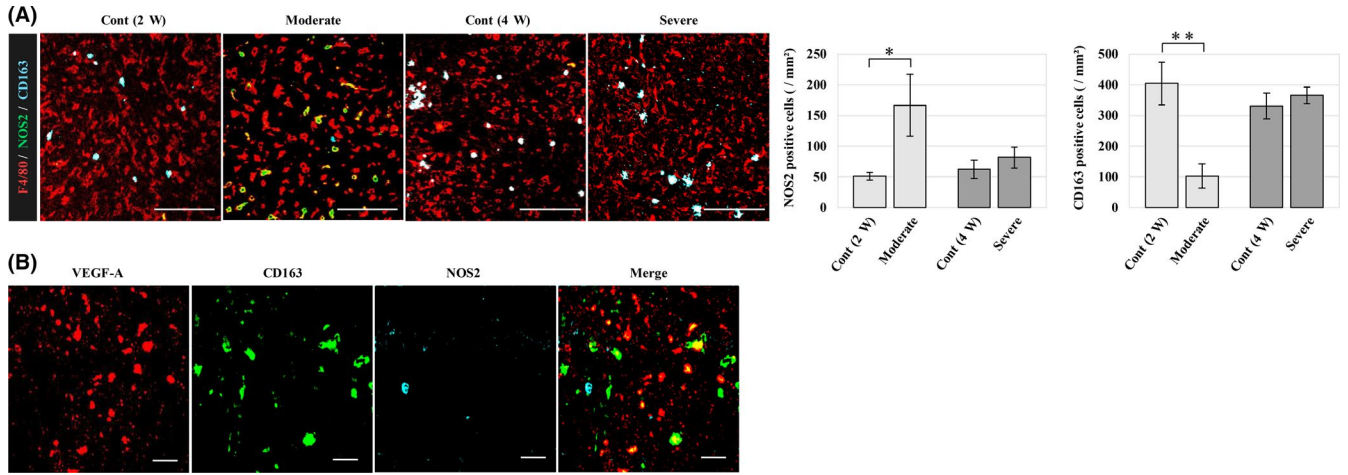 (A)
Cont (2 W) Moderate Cont (4 W) Severe
F4/80 / NOS2 / CD163
NOS2 positive cells ( / mm²)
250
200
150
100
50
0
*
Cont (2 W)
Moderate
Cont (4 W)
Severe
CD163 positive cells ( / mm²)
500
400
300
200
100
0
**
Cont (2 W)
Moderate
Cont (4 W)
Severe
(B)
VEGF-A CD163 NOS2 Merge